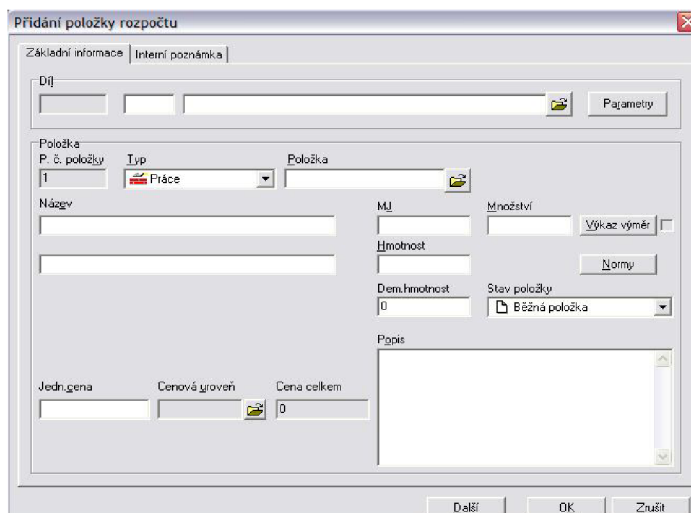 Přidání položky rozpočtu
Základní informace Interní poznámka
Díl
Parametry
Položka
P. č. položky Typ Položka
1 Práce
Název MJ Množství
Výkaz výměr
Hmotnost
Normy
Dem.hmotnost Stav položky
0 Běžná položka
Popis
Jedn.cena Cenová úroveň Cena celkem
0
Další OK Zrušit